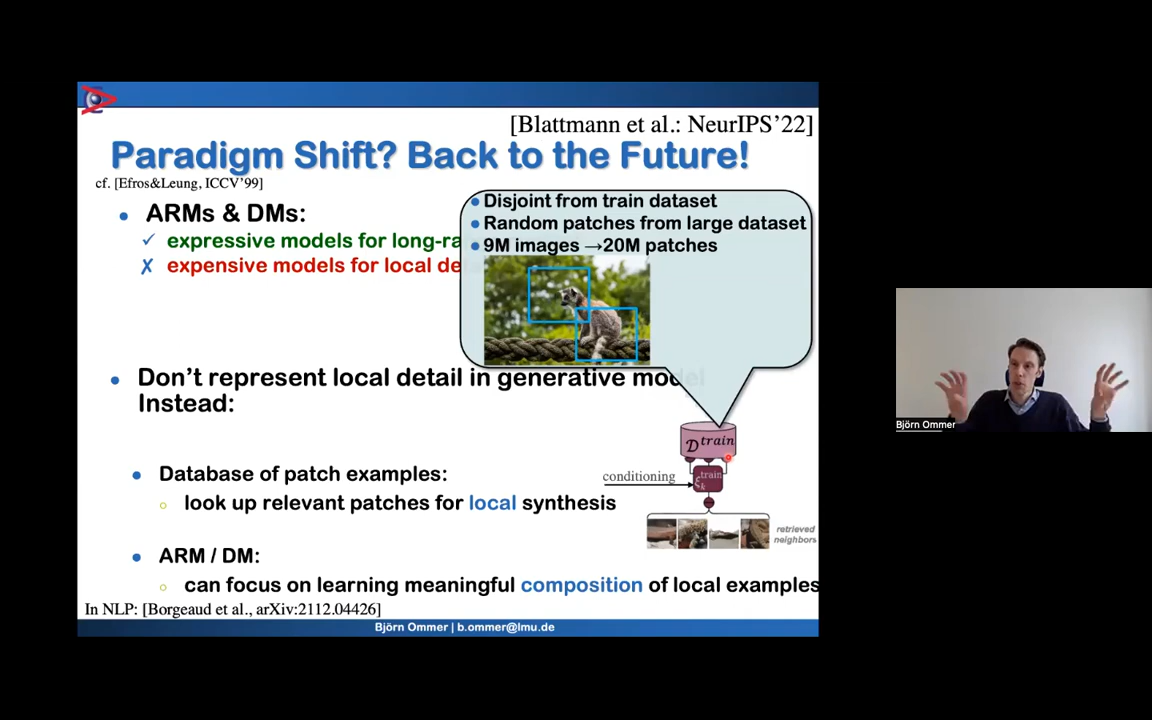 [Blattmann et al.: NeurIPS'22]
Paradigm Shift? Back to the Future!
cf. [Efros&Leung, ICCV'99]
• ARMs & DMs:
✓ expressive models for long-ra
✗ expensive models for local de
• Disjoint from train dataset
• Random patches from large dataset
• 9M images →20M patches
• Don't represent local detail in generative model
Instead:
• Database of patch examples:
○ look up relevant patches for local synthesis
• ARM / DM:
○ can focus on learning meaningful composition of local examples
D^train
conditioning
ξ_k^train
retrieved
neighbors
In NLP: [Borgeaud et al., arXiv:2112.04426]
Björn Ommer | b.ommer@lmu.de
Björn Ommer